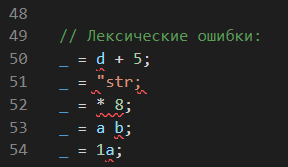 48
49 // Лексические ошибки:
50 _ = d + 5;
51 _ = "str;
52 _ = * 8;
53 _ = a b;
54 _ = 1a;